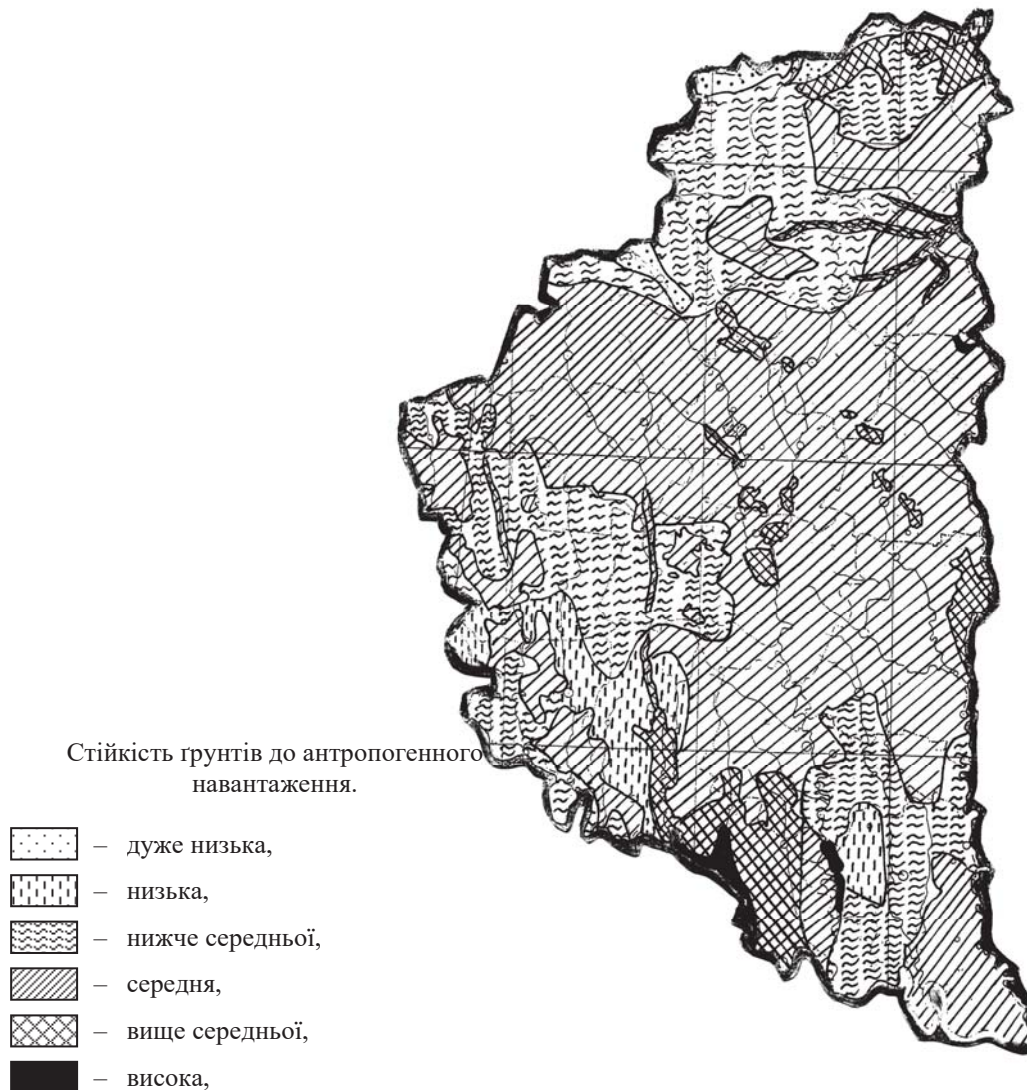 Стійкість ґрунтів до антропогенного
навантаження.
– дуже низька,
– низька,
– нижче середньої,
– середня,
– вище середньої,
– висока,